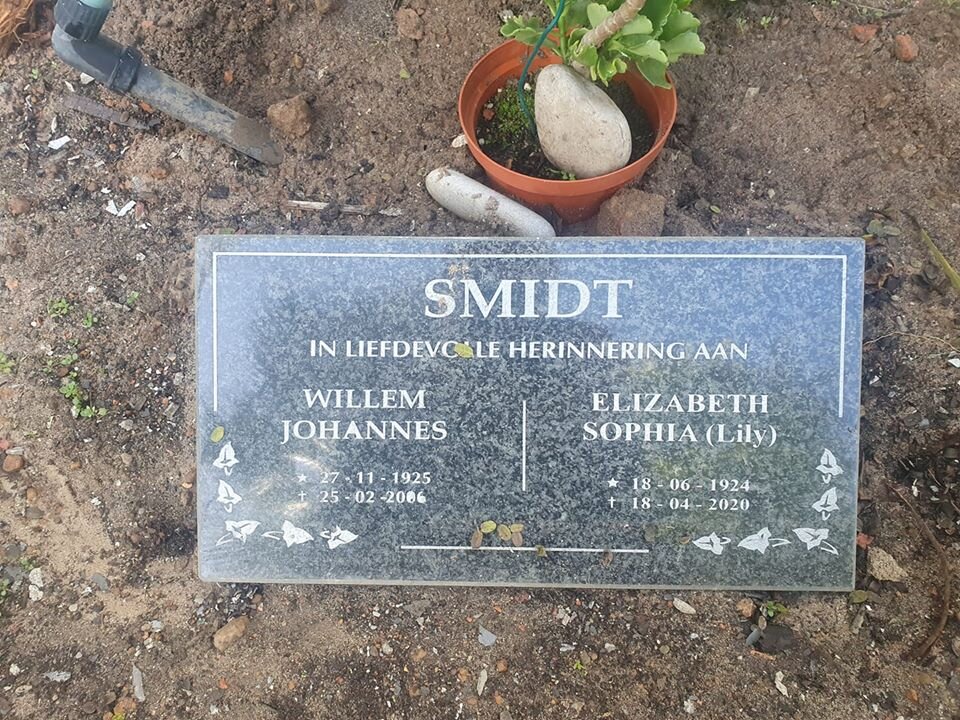 SMIDT
IN LIEFDEVOLLE HERINNERING AAN
WILLEM
JOHANNES
★ 27 - 11 - 1925
✝ 25 - 02 - 2006
ELIZABETH
SOPHIA (Lily)
★ 18 - 06 - 1924
✝ 18 - 04 - 2020